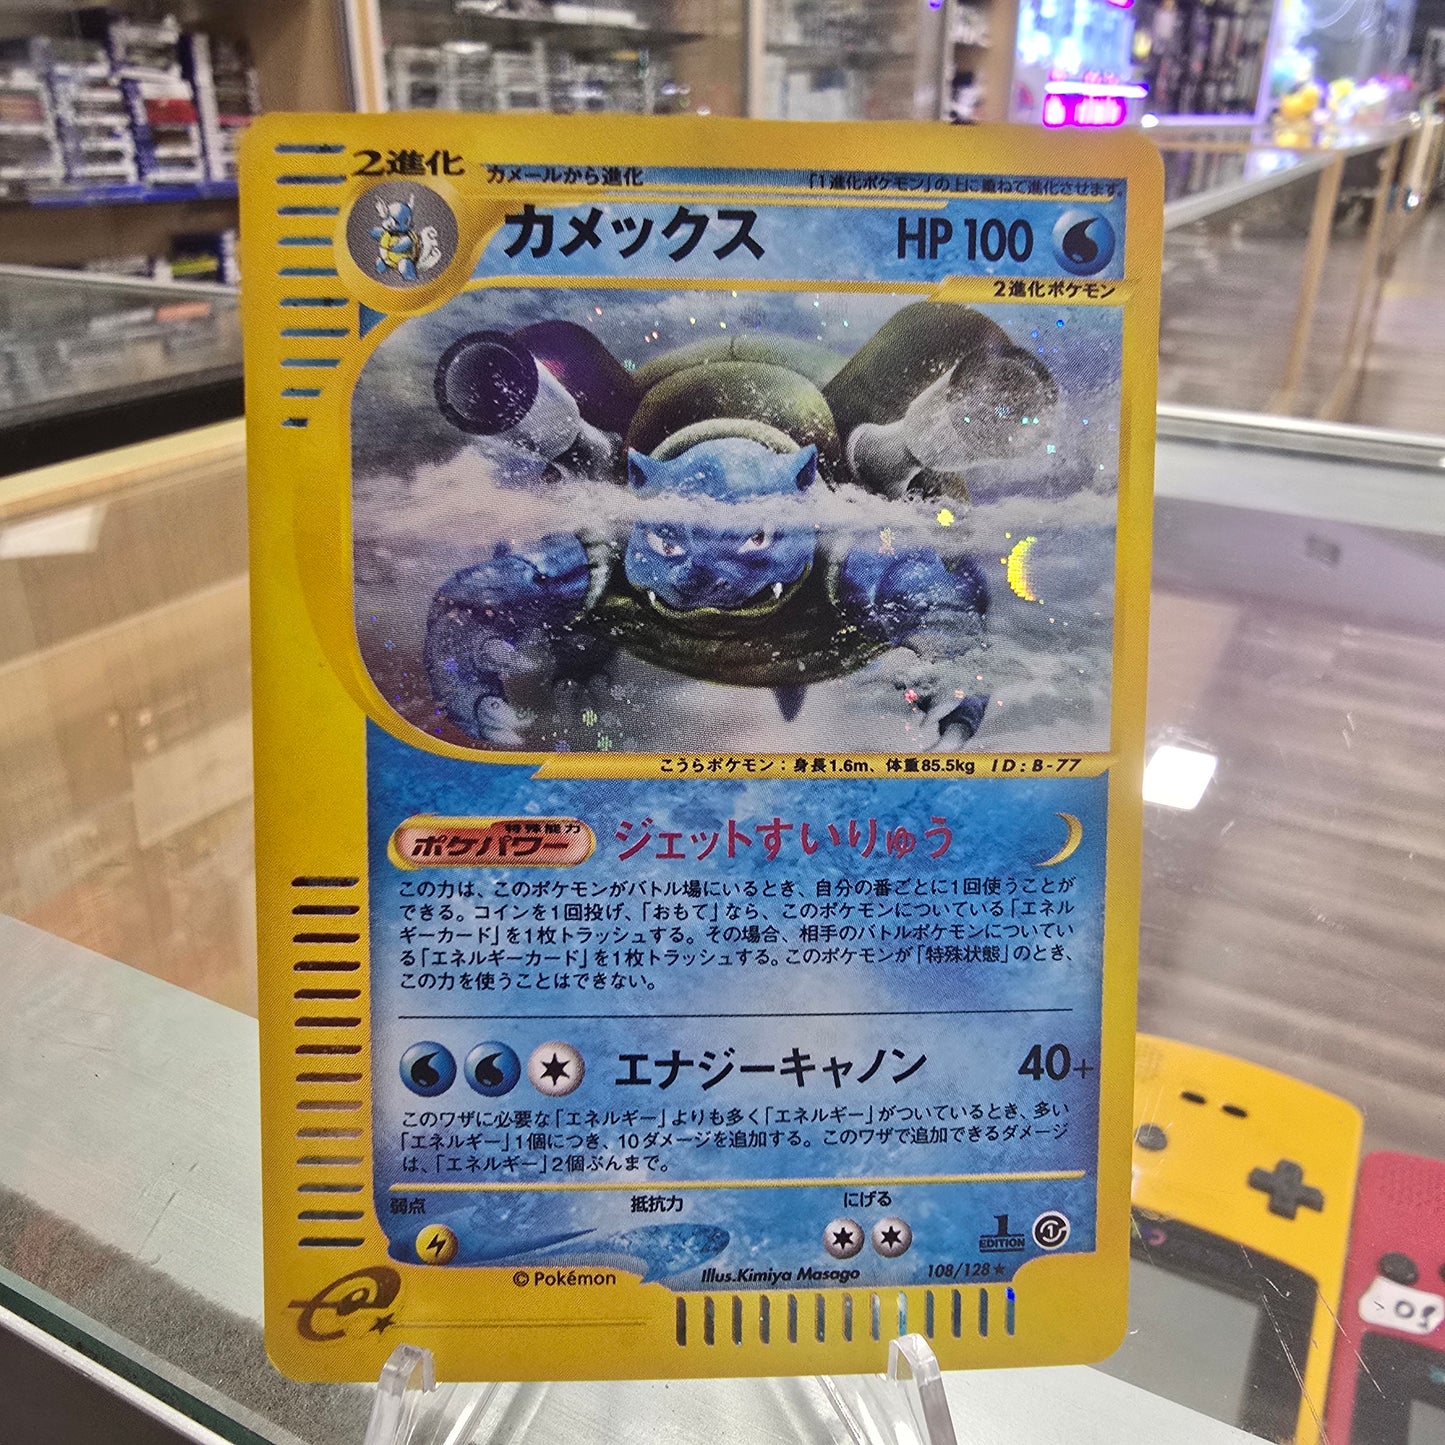 2進化
カメールから進化
「1進化ポケモン」の上に重ねて進化させます。
カメックス
HP 100
2進化ポケモン
こうらポケモン：身長1.6m、体重85.5kg ID:B-77
特殊能力
ポケパワー
ジェットすいりゅう
この力は、このポケモンがバトル場にいるとき、自分の番ごとに1回使うことが
できる。コインを1回投げ、「おもて」なら、このポケモンについている「エネル
ギーカード」を1枚トラッシュする。その場合、相手のバトルポケモンについてい
る「エネルギーカード」を1枚トラッシュする。このポケモンが「特殊状態」のとき、
この力を使うことはできない。
エナジーキャノン
40+
このワザに必要な「エネルギー」よりも多く「エネルギー」がついているとき、多い
「エネルギー」1個につき、10ダメージを追加する。このワザで追加できるダメージ
は、「エネルギー」2個ぶんまで。
弱点
抵抗力
にげる
1
EDITION
1
© Pokémon
Illus.Kimiya Masago
108/128★
e